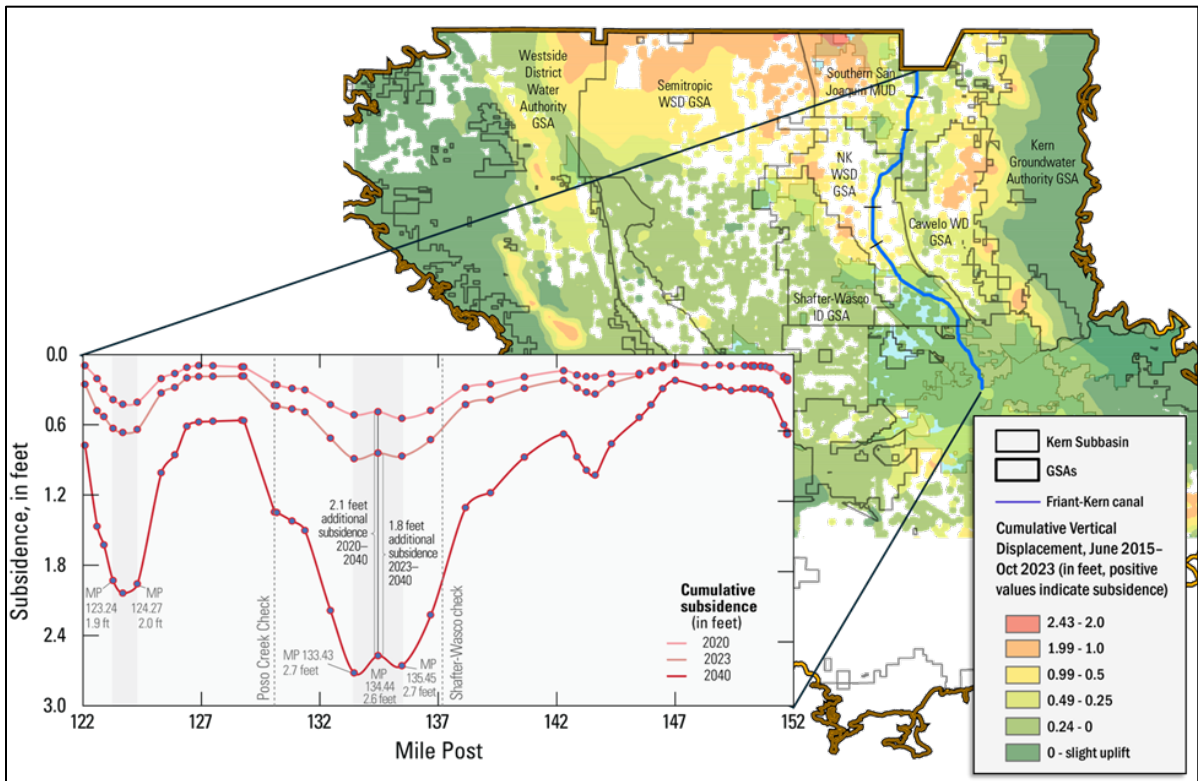 Westside
District
Water
Authority
GSA
Semitropic
WSD GSA
Southern San
Joaquin MUD
NK
WSD
GSA
Kern
Groundwater
Authority GSA
Cawelo WD
GSA
Shafter-Wasco
ID GSA
Subsidence, in feet
0.0
0.6
1.2
1.8
2.4
3.0
122
127
132
137
142
147
152
Mile Post
MP
123.24
1.9 ft
MP
124.27
2.0 ft
Poso Creek Check
2.1 feet
additional
subsidence
2020–
2040
1.8 feet
additional
subsidence
2023–
2040
MP 133.43
2.7 feet
MP
134.44
2.6 feet
MP
135.45
2.7 feet
Shafter-Wasco check
Cumulative
subsidence
(in feet)
2020
2023
2040
Kern Subbasin
GSAs
Friant-Kern canal
Cumulative Vertical
Displacement, June 2015–
Oct 2023 (in feet, positive
values indicate subsidence)
2.43 - 2.0
1.99 - 1.0
0.99 - 0.5
0.49 - 0.25
0.24 - 0
0 - slight uplift